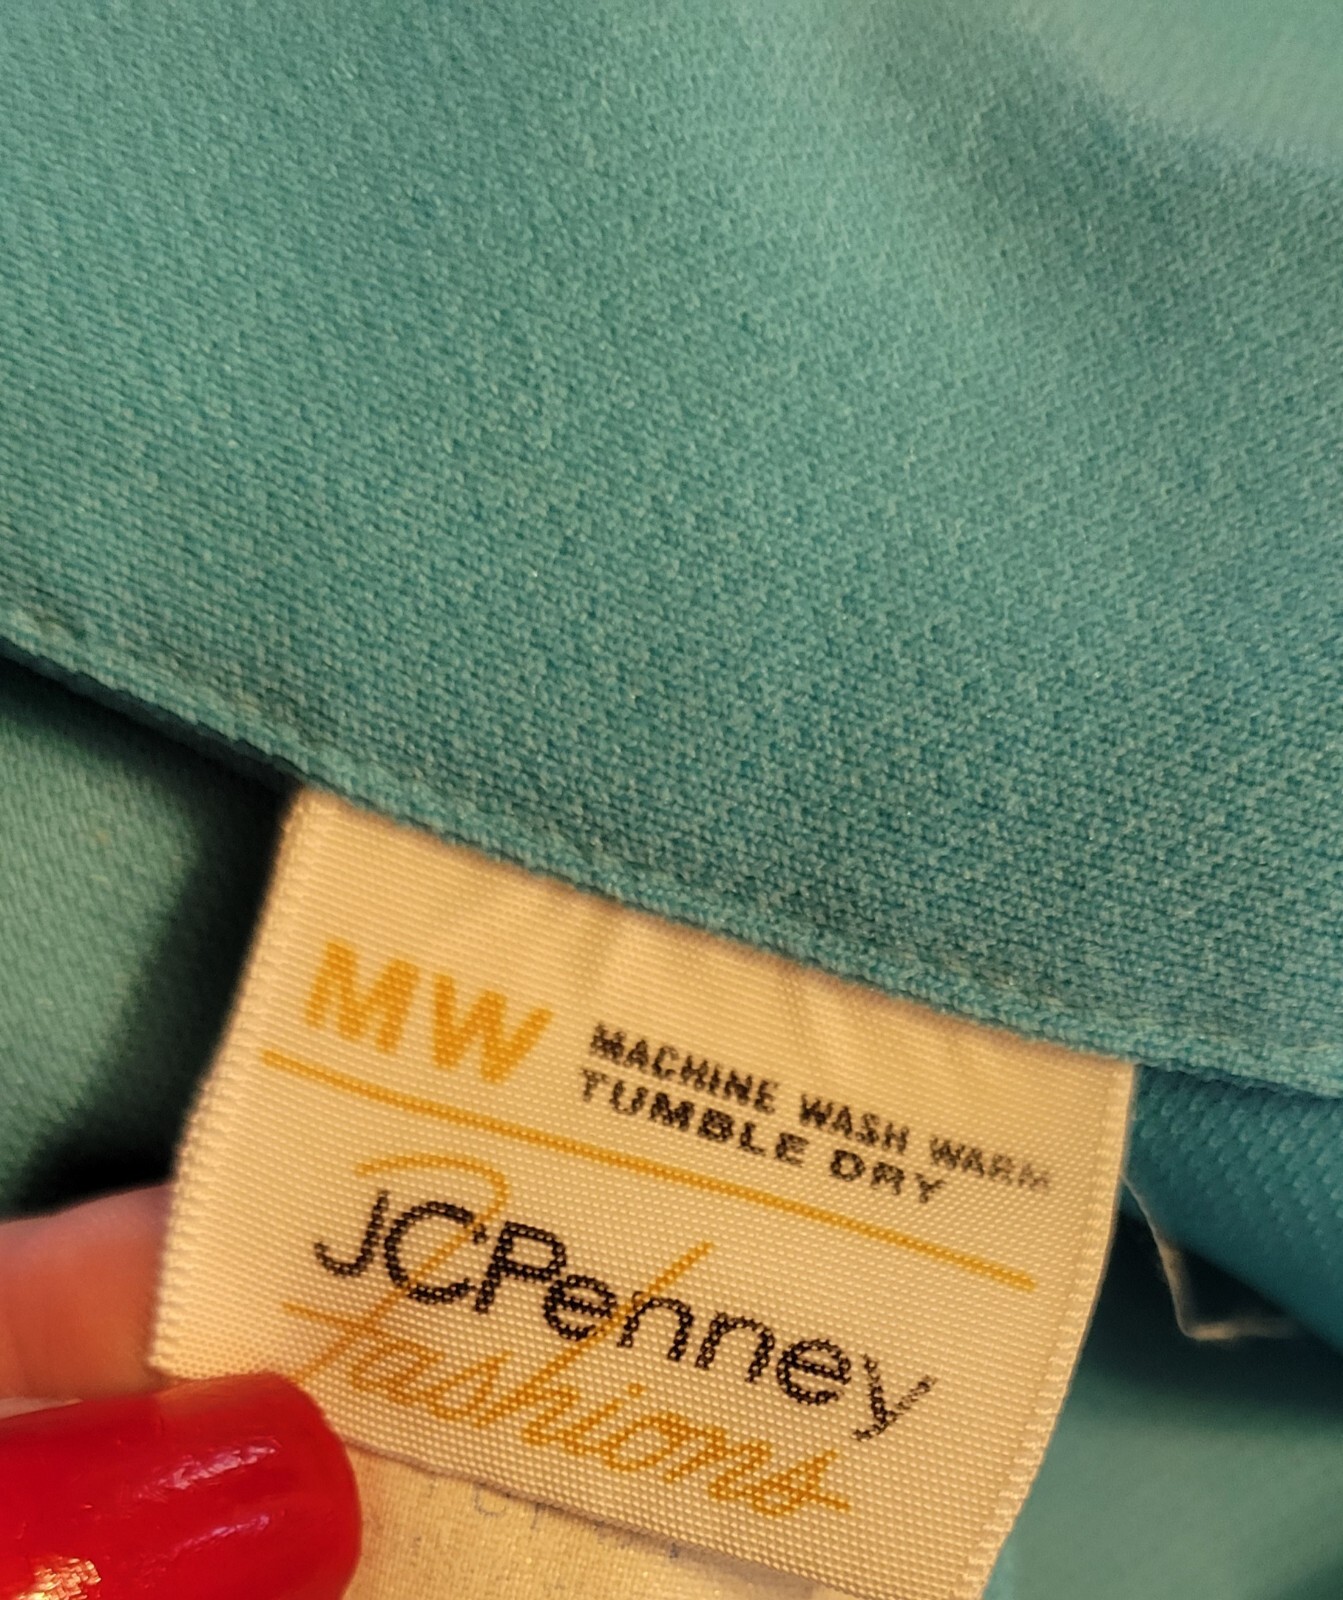 MW
MACHINE WASH WARM
TUMBLE DRY
JCPenney
Fashions